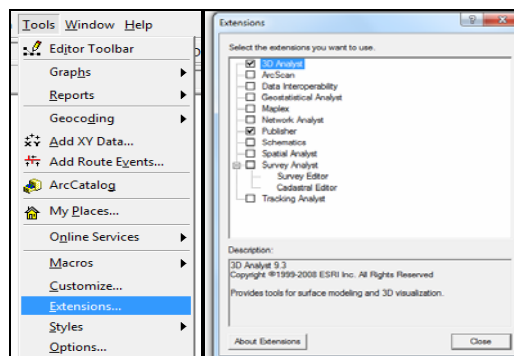 Tools Window Help
Editor Toolbar
Graphs
Reports
Geocoding
Add XY Data...
Add Route Events...
ArcCatalog
My Places...
Online Services
Macros
Customize...
Extensions...
Styles
Options...
Extensions
Select the extensions you want to use.
3D Analyst
ArcScan
Data Interoperability
Geostatistical Analyst
Maplex
Network Analyst
Publisher
Schematics
Spatial Analyst
Survey Analyst
Survey Editor
Cadastral Editor
Tracking Analyst
Description:
3D Analyst 9.3
Copyright ©1999-2008 ESRI Inc. All Rights Reserved
Provides tools for surface modeling and 3D visualization.
About Extensions
Close